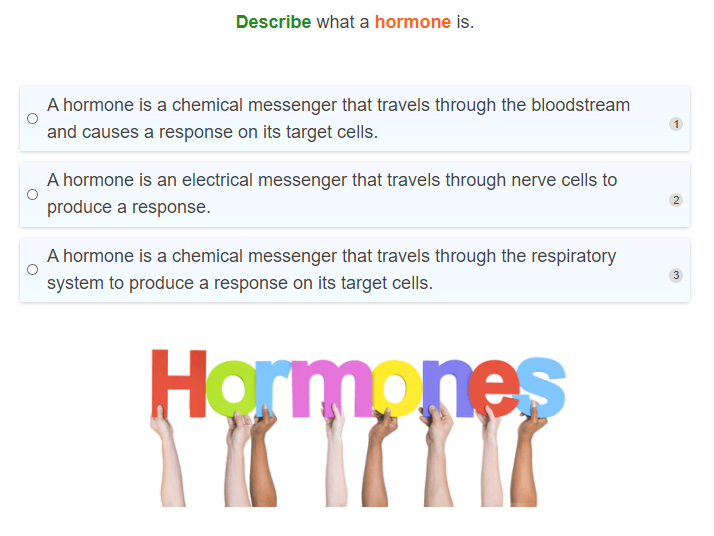 Describe what a hormone is.
A hormone is a chemical messenger that travels through the bloodstream
and causes a response on its target cells.
1
A hormone is an electrical messenger that travels through nerve cells to
produce a response.
2
A hormone is a chemical messenger that travels through the respiratory
system to produce a response on its target cells.
3
Hormones